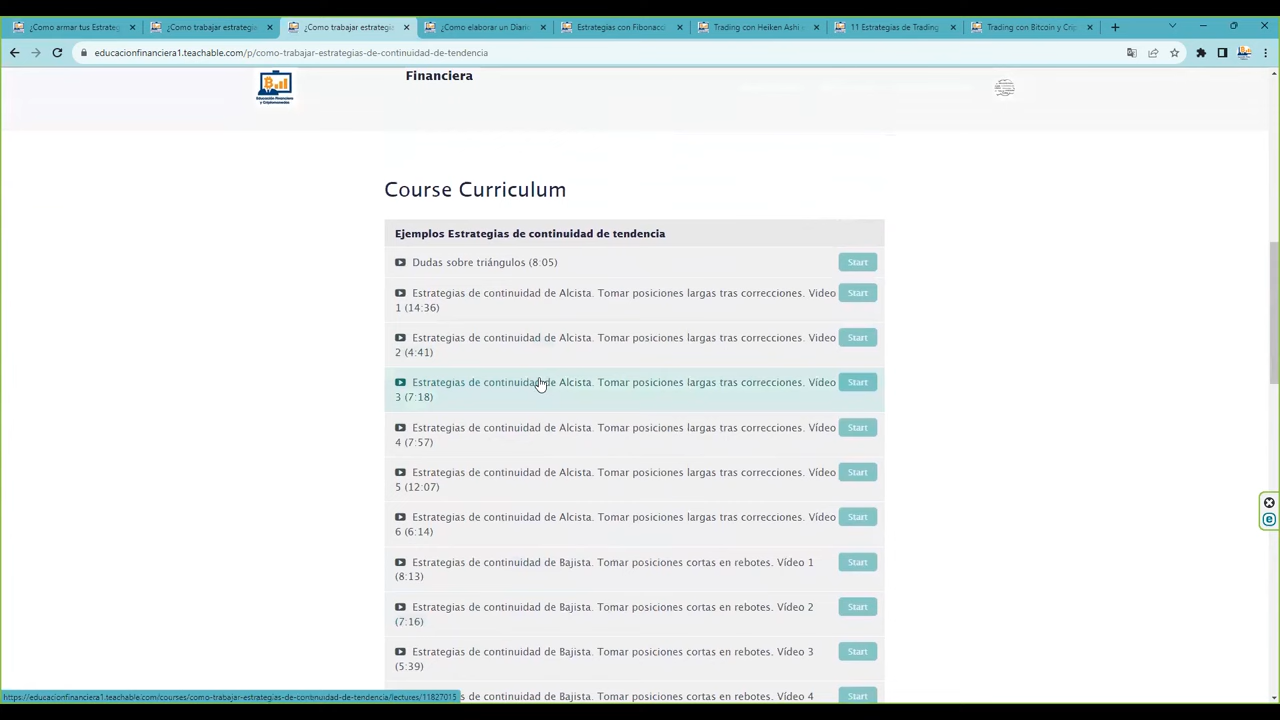 ¿Como armar tus Estrateg
¿Como trabajar estrategia
¿Como trabajar estrategia
¿Como elaborar un Diario
Estrategias con Fibonacci
Trading con Heiken Ashi
11 Estrategias de Trading
Trading con Bitcoin y Crip
educacionfinanciera1.teachable.com/p/como-trabajar-estrategias-de-continuidad-de-tendencia
Educación Financiera
y Criptomonedas
Financiera
Course Curriculum
Ejemplos Estrategias de continuidad de tendencia
Dudas sobre triángulos (8:05)
Start
Estrategias de continuidad de Alcista. Tomar posiciones largas tras correcciones. Video
1 (14:36)
Start
Estrategias de continuidad de Alcista. Tomar posiciones largas tras correcciones. Video
2 (4:41)
Start
Estrategias de continuidad de Alcista. Tomar posiciones largas tras correcciones. Vídeo
3 (7:18)
Start
Estrategias de continuidad de Alcista. Tomar posiciones largas tras correcciones. Vídeo
4 (7:57)
Start
Estrategias de continuidad de Alcista. Tomar posiciones largas tras correcciones. Vídeo
5 (12:07)
Start
Estrategias de continuidad de Alcista. Tomar posiciones largas tras correcciones. Vídeo
6 (6:14)
Start
Estrategias de continuidad de Bajista. Tomar posiciones cortas en rebotes. Vídeo 1
(8:13)
Start
Estrategias de continuidad de Bajista. Tomar posiciones cortas en rebotes. Vídeo 2
(7:16)
Start
Estrategias de continuidad de Bajista. Tomar posiciones cortas en rebotes. Vídeo 3
(5:39)
Start
s de continuidad de Bajista. Tomar posiciones cortas en rebotes. Vídeo 4
Start
https://educacionfinanciera1.teachable.com/courses/como-trabajar-estrategias-de-continuidad-de-tendencia/lectures/11827015